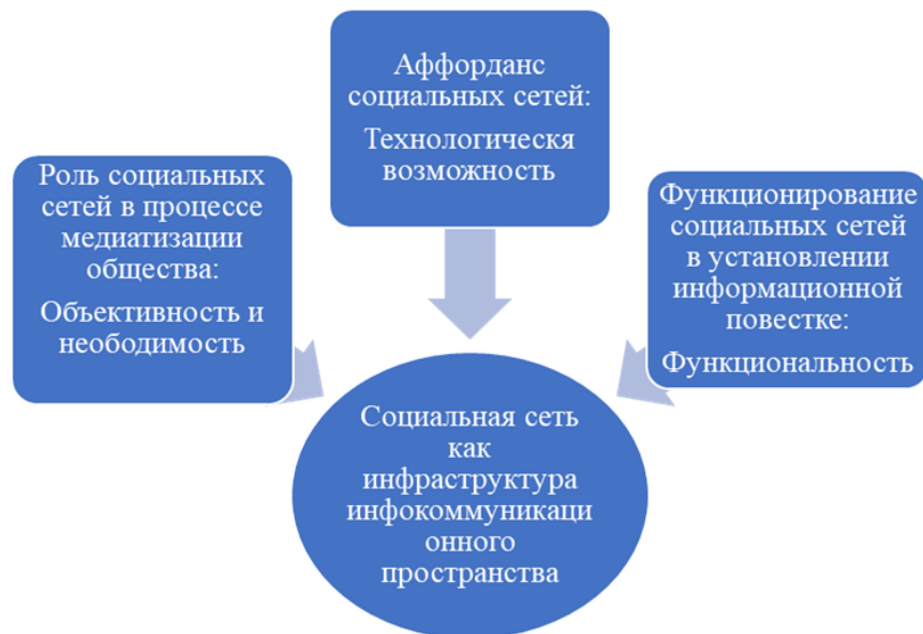 Роль социальных
сетей в процессе
медиатизации
общества:
Объективность и
неободимость
Аффорданс
социальных сетей:
Технологическя
возможность
Функционирование
социальных сетей
в установлении
информационной
повестке:
Функциональность
Социальная сеть
как
инфраструктура
инфокоммуникаци
онного
пространства